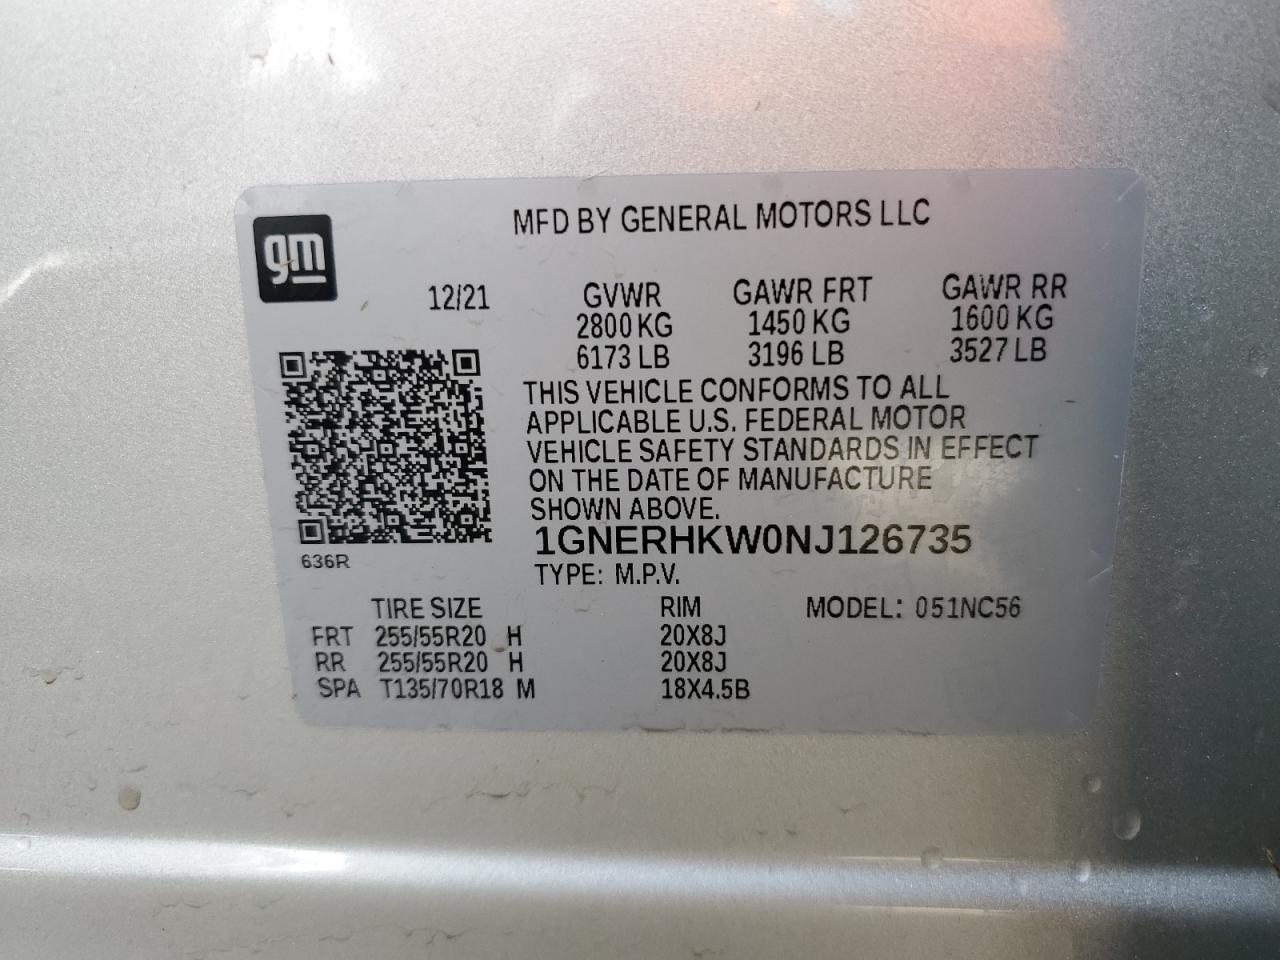 gm
MFD BY GENERAL MOTORS LLC
12/21 GVWR GAWR FRT GAWR RR
2800 KG 1450 KG 1600 KG
6173 LB 3196 LB 3527 LB
THIS VEHICLE CONFORMS TO ALL
APPLICABLE U.S. FEDERAL MOTOR
VEHICLE SAFETY STANDARDS IN EFFECT
ON THE DATE OF MANUFACTURE
SHOWN ABOVE.
1GNERHKW0NJ126735
636R
TYPE: M.P.V.
TIRE SIZE RIM MODEL: 051NC56
FRT 255/55R20 H 20X8J
RR 255/55R20 H 20X8J
SPA T135/70R18 M 18X4.5B